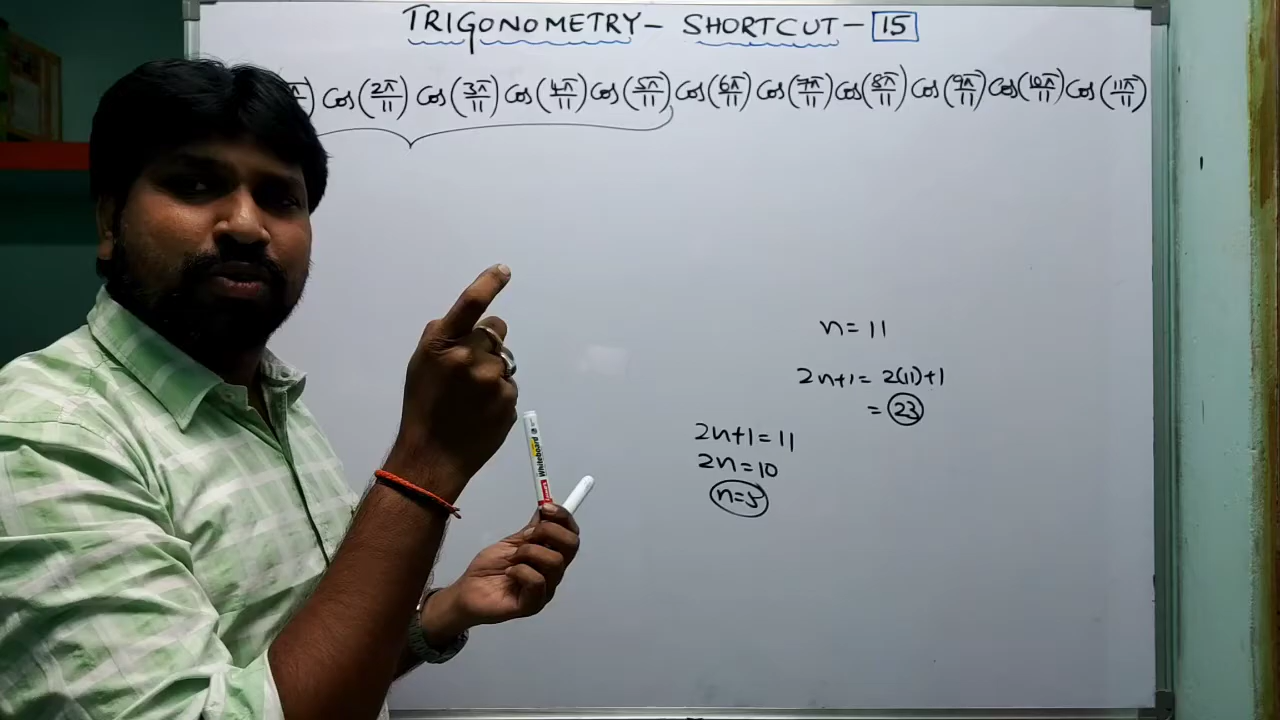 TRIGONOMETRY - SHORTCUT - 15
π) Cos(2π/11) Cos(3π/11) Cos(4π/11) Cos(5π/11) Cos(6π/11) Cos(7π/11) Cos(8π/11) Cos(9π/11) Cos(10π/11) Cos(11π/11)
n = 11
2n+1 = 2(11)+1
= 23
2n+1 = 11
2n = 10
n=5
Whiteboard